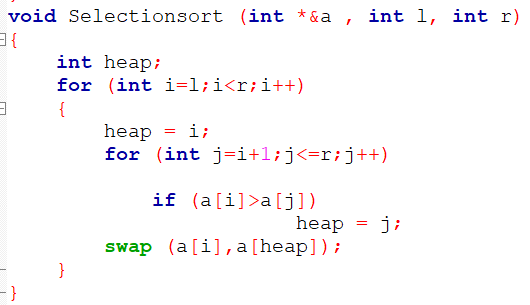 void Selectionsort (int *&a , int l, int r)
{
int heap;
for (int i=l;i<r;i++)
{
heap = i;
for (int j=i+1;j<=r;j++)
if (a[i]>a[j])
heap = j;
swap (a[i],a[heap]);
}
}